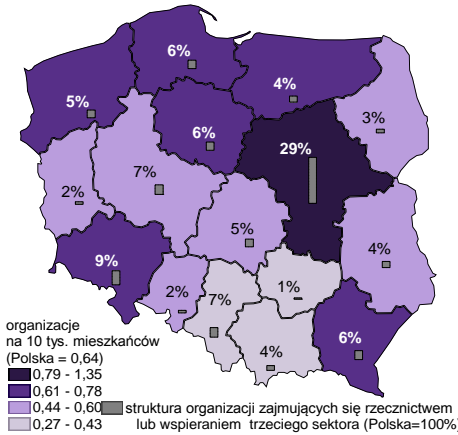 6%
4%
5%
3%
6%
29%
7%
2%
5%
4%
9%
1%
2%
7%
6%
4%
organizacje
na 10 tys. mieszkańców
(Polska = 0,64)
0,79 - 1,35
0,61 - 0,78
0,44 - 0,60
0,27 - 0,43
struktura organizacji zajmujących się rzecznictwem
lub wspieraniem trzeciego sektora (Polska=100%)